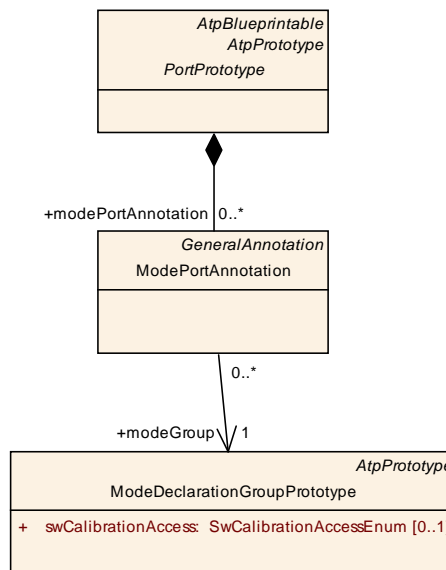 AtpBlueprintable
AtpPrototype
PortPrototype
+modePortAnnotation 0..*
GeneralAnnotation
ModePortAnnotation
0..*
+modeGroup 1
AtpPrototype
ModeDeclarationGroupPrototype
+ swCalibrationAccess: SwCalibrationAccessEnum [0..1